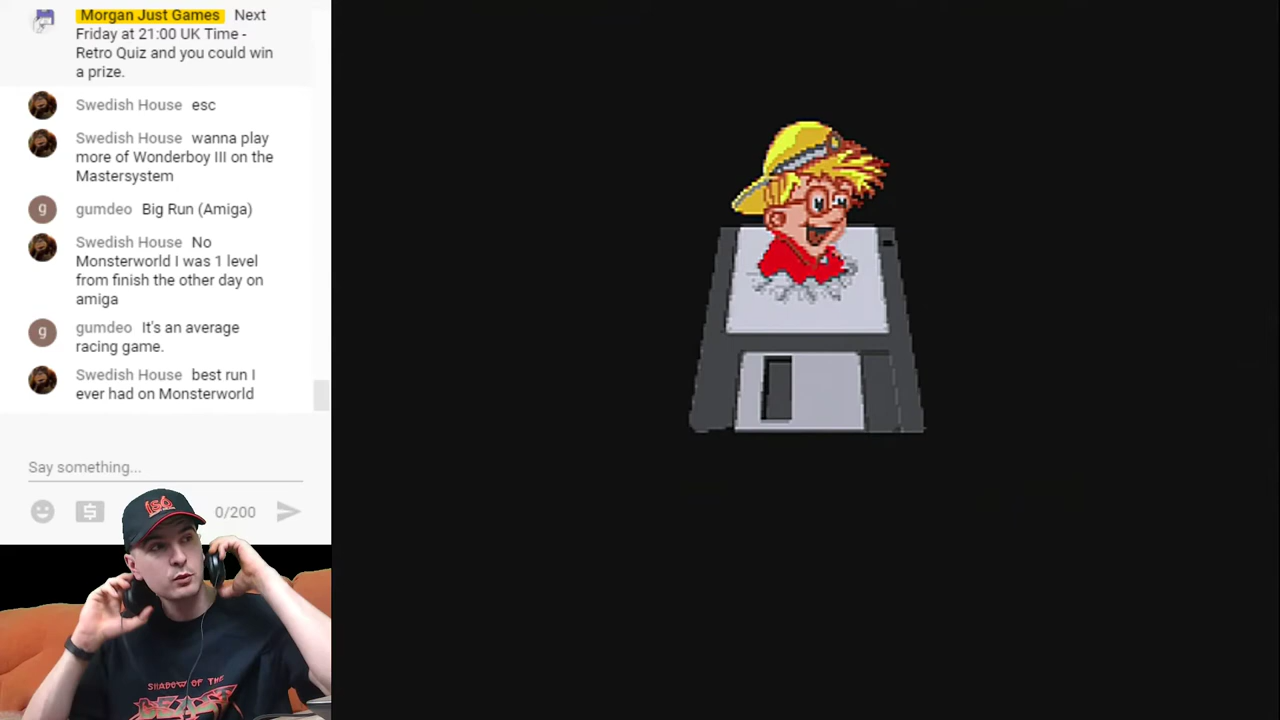 Morgan Just Games Next
Friday at 21:00 UK Time -
Retro Quiz and you could win
a prize.
Swedish House esc
Swedish House wanna play
more of Wonderboy III on the
Mastersystem
g gumdeo Big Run (Amiga)
Swedish House No
Monsterworld I was 1 level
from finish the other day on
amiga
g gumdeo It's an average
racing game.
Swedish House best run I
ever had on Monsterworld
Say something...
0/200
SHADOW OF THE
BEAST